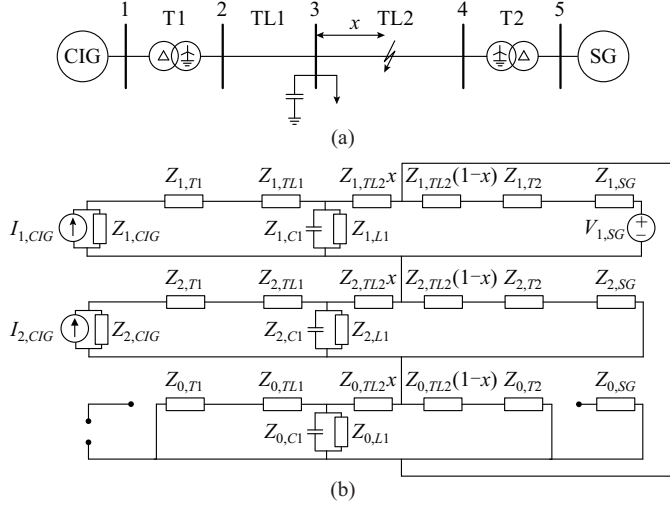 1 T1 2 TL1 3 x TL2 4 T2 5
CIG SG
(a)
Z1,T1 Z1,TL1 Z1,TL2x Z1,TL2(1−x) Z1,T2 Z1,SG
I1,CIG Z1,CIG Z1,C1 Z1,L1 V1,SG
Z2,T1 Z2,TL1 Z2,TL2x Z2,TL2(1−x) Z2,T2 Z2,SG
I2,CIG Z2,CIG Z2,C1 Z2,L1
Z0,T1 Z0,TL1 Z0,TL2x Z0,TL2(1−x) Z0,T2 Z0,SG
Z0,C1 Z0,L1
(b)